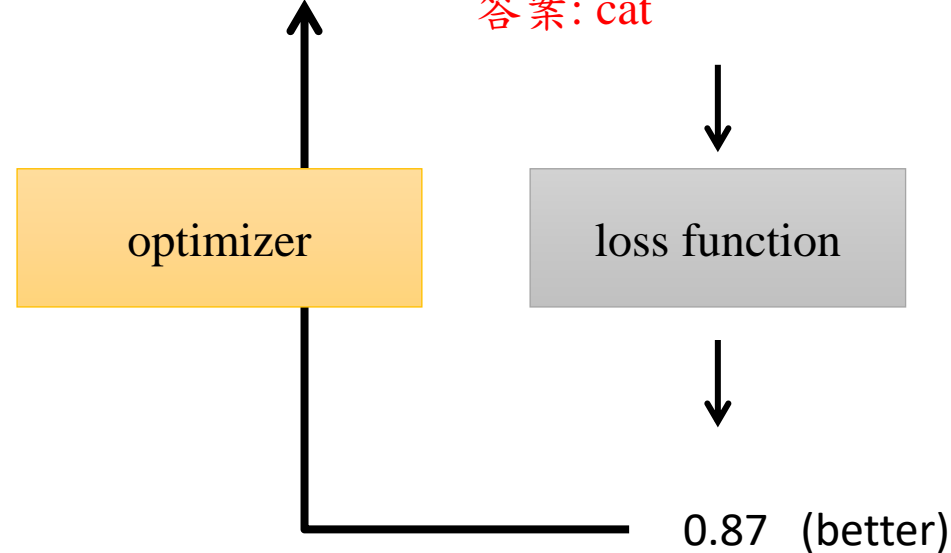 答案: cat
optimizer
loss function
0.87 (better)